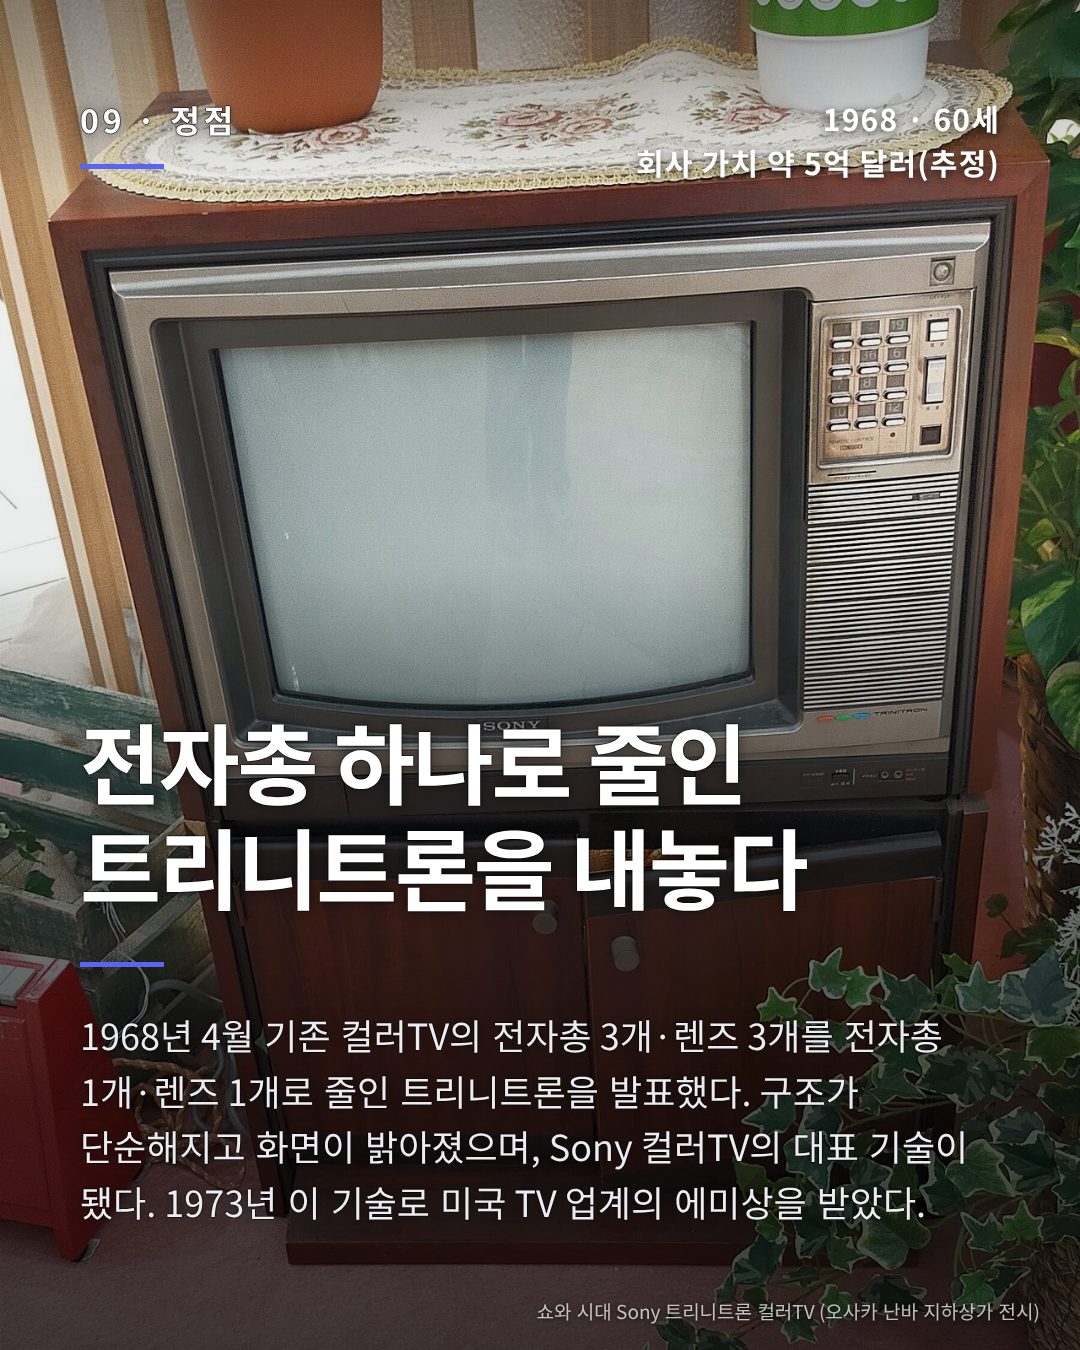 09 · 정점
1968 · 60세
회사 가치 약 5억 달러(추정)
SONY
TRINITRON
전자총 하나로 줄인
트리니트론을 내놓다
1968년 4월 기존 컬러TV의 전자총 3개·렌즈 3개를 전자총
1개·렌즈 1개로 줄인 트리니트론을 발표했다. 구조가
단순해지고 화면이 밝아졌으며, Sony 컬러TV의 대표 기술이
됐다. 1973년 이 기술로 미국 TV 업계의 에미상을 받았다.
쇼와 시대 Sony 트리니트론 컬러TV (오사카 난바 지하상가 전시)